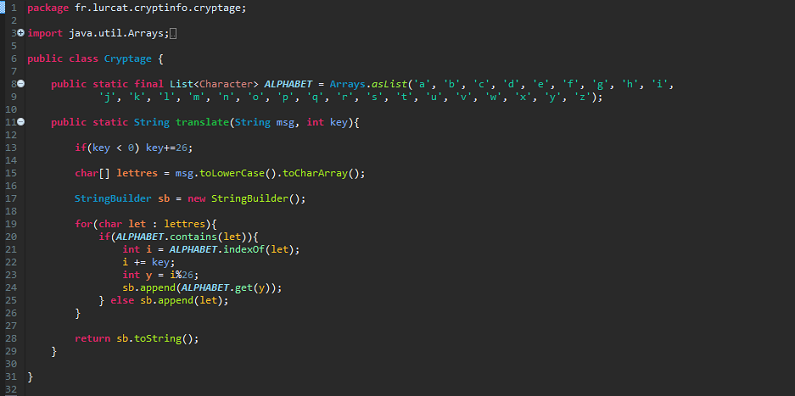 1 package fr.lurcat.cryptinfo.cryptage;
2
3 import java.util.Arrays;
5
6 public class Cryptage {
7
8 public static final List<Character> ALPHABET = Arrays.asList('a', 'b', 'c', 'd', 'e', 'f', 'g', 'h', 'i',
9 'j', 'k', 'l', 'm', 'n', 'o', 'p', 'q', 'r', 's', 't', 'u', 'v', 'w', 'x', 'y', 'z');
10
11 public static String translate(String msg, int key){
12
13 if(key < 0) key+=26;
14
15 char[] lettres = msg.toLowerCase().toCharArray();
16
17 StringBuilder sb = new StringBuilder();
18
19 for(char let : lettres){
20 if(ALPHABET.contains(let)){
21 int i = ALPHABET.indexOf(let);
22 i += key;
23 int y = i%26;
24 sb.append(ALPHABET.get(y));
25 } else sb.append(let);
26 }
27
28 return sb.toString();
29 }
30
31 }
32